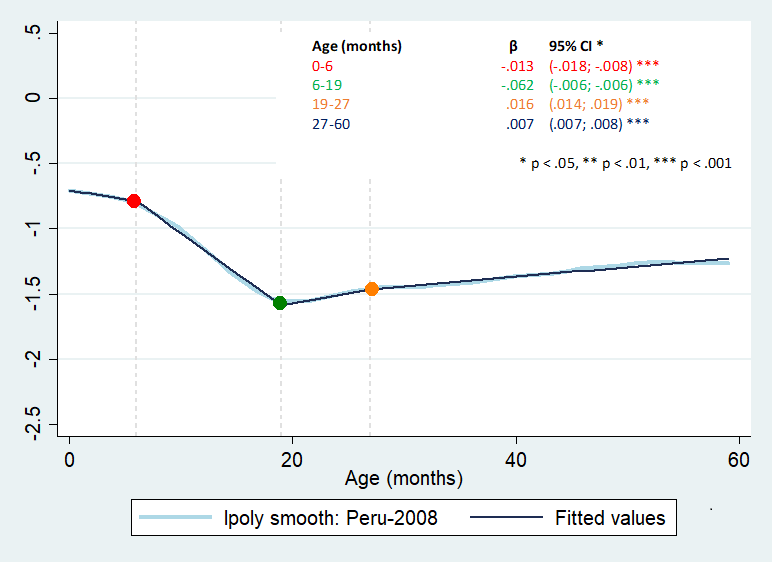 Age (months) β 95% CI *
0-6 -.013 (-.018; -.008) ***
6-19 -.062 (-.006; -.006) ***
19-27 .016 (.014; .019) ***
27-60 .007 (.007; .008) ***
* p < .05, ** p < .01, *** p < .001
.5
0
-.5
-1
-1.5
-2
-2.5
0 20 40 60
Age (months)
lpoly smooth: Peru-2008 Fitted values